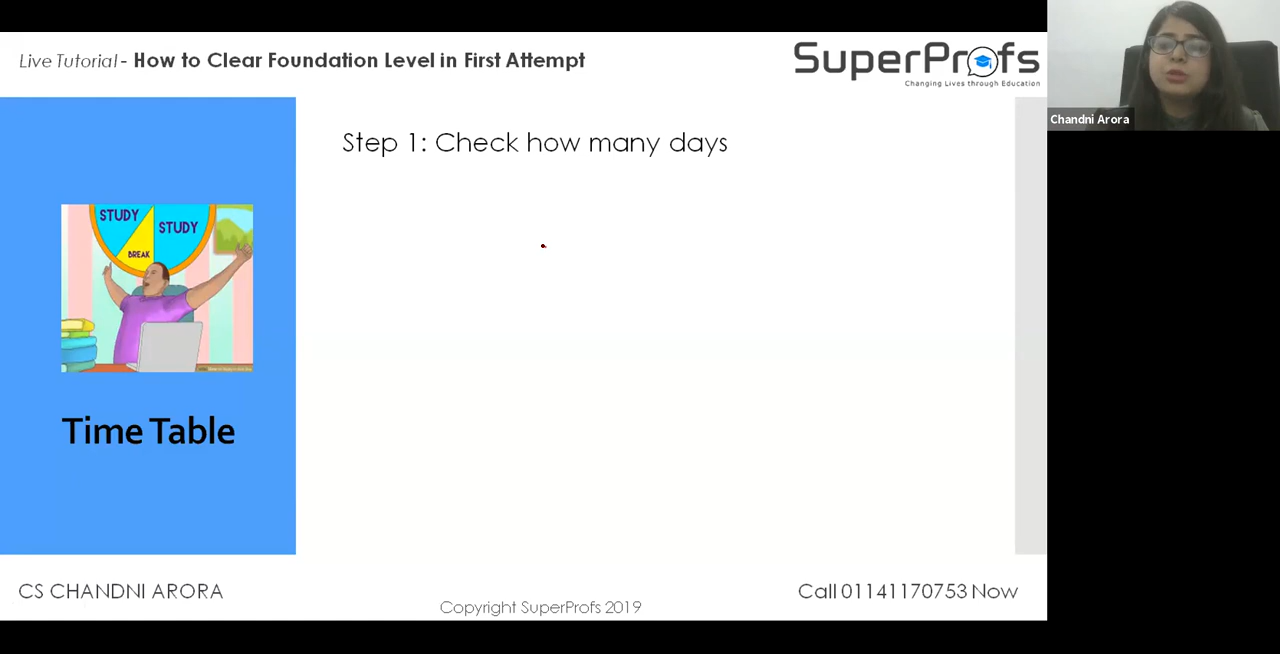 Live Tutorial - How to Clear Foundation Level in First Attempt
SuperProfs
Changing Lives through Education
Chandni Arora
Step 1: Check how many days
STUDY
STUDY
BREAK
Time Table
CS CHANDNI ARORA
Copyright SuperProfs 2019
Call 01141170753 Now